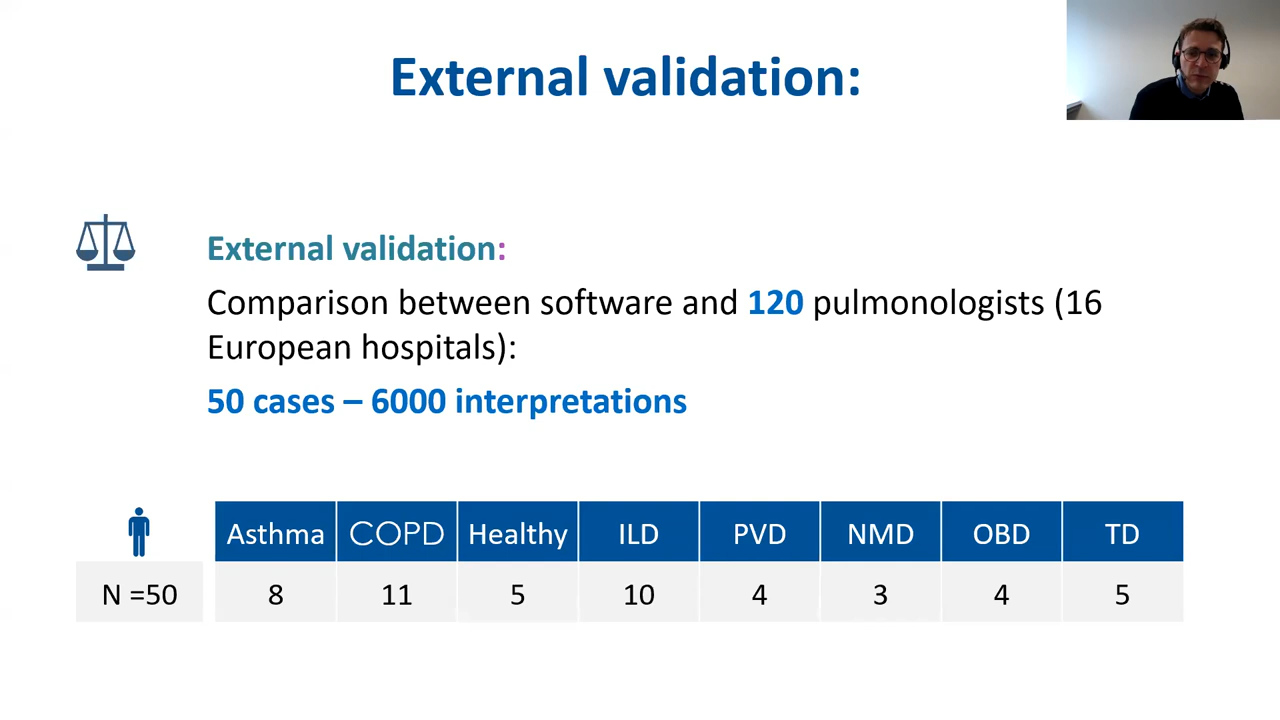 External validation:
External validation:
Comparison between software and 120 pulmonologists (16
European hospitals):
50 cases – 6000 interpretations
Asthma COPD Healthy ILD PVD NMD OBD TD
N =50 8 11 5 10 4 3 4 5